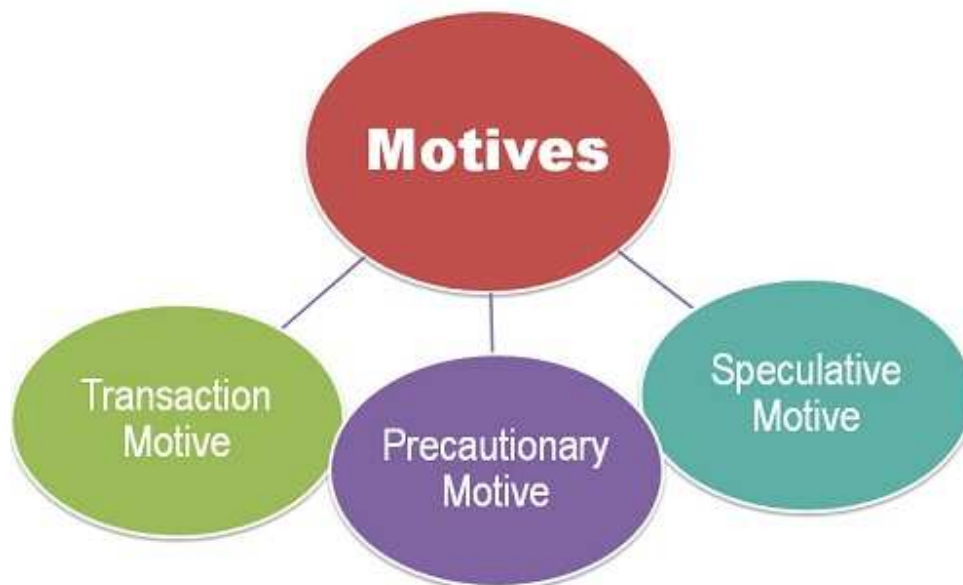 Motives
Transaction
Motive
Precautionary
Motive
Speculative
Motive